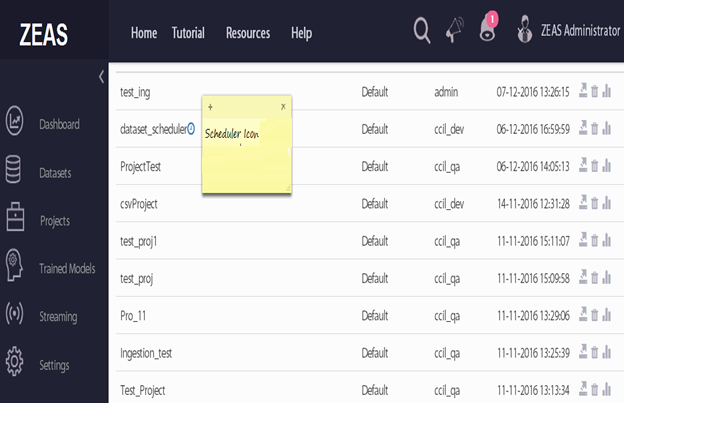 ZEAS
Home Tutorial Resources Help
1
ZEAS Administrator
Dashboard
Datasets
Projects
Trained Models
Streaming
Settings
test_ing Default admin 07-12-2016 13:26:15
dataset_scheduler Default ccil_dev 06-12-2016 16:59:59
ProjectTest Default ccil_qa 06-12-2016 14:05:13
csvProject Default ccil_dev 14-11-2016 12:31:28
test_proj1 Default ccil_qa 11-11-2016 15:11:07
test_proj Default ccil_qa 11-11-2016 15:09:58
Pro_11 Default ccil_qa 11-11-2016 13:29:06
Ingestion_test Default ccil_qa 11-11-2016 13:25:39
Test_Project Default ccil_qa 11-11-2016 13:13:34
Scheduler Icon